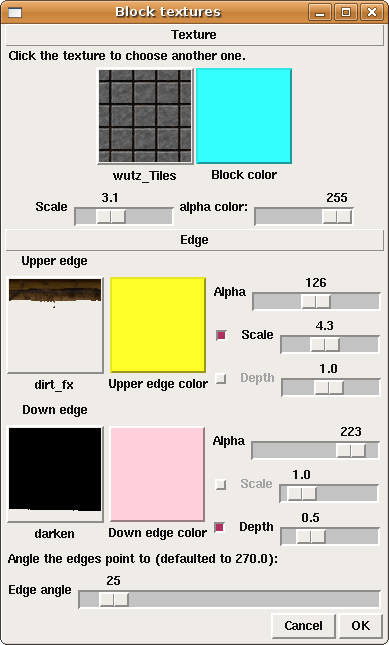 Block textures
Texture
Click the texture to choose another one.
wutz_Tiles
Block color
Scale
3.1
alpha color:
255
Edge
Upper edge
dirt_fx
Upper edge color
Alpha
126
Scale
4.3
Depth
1.0
Down edge
darken
Down edge color
Alpha
223
Scale
1.0
Depth
0.5
Angle the edges point to (defaulted to 270.0):
Edge angle
25
Cancel
OK